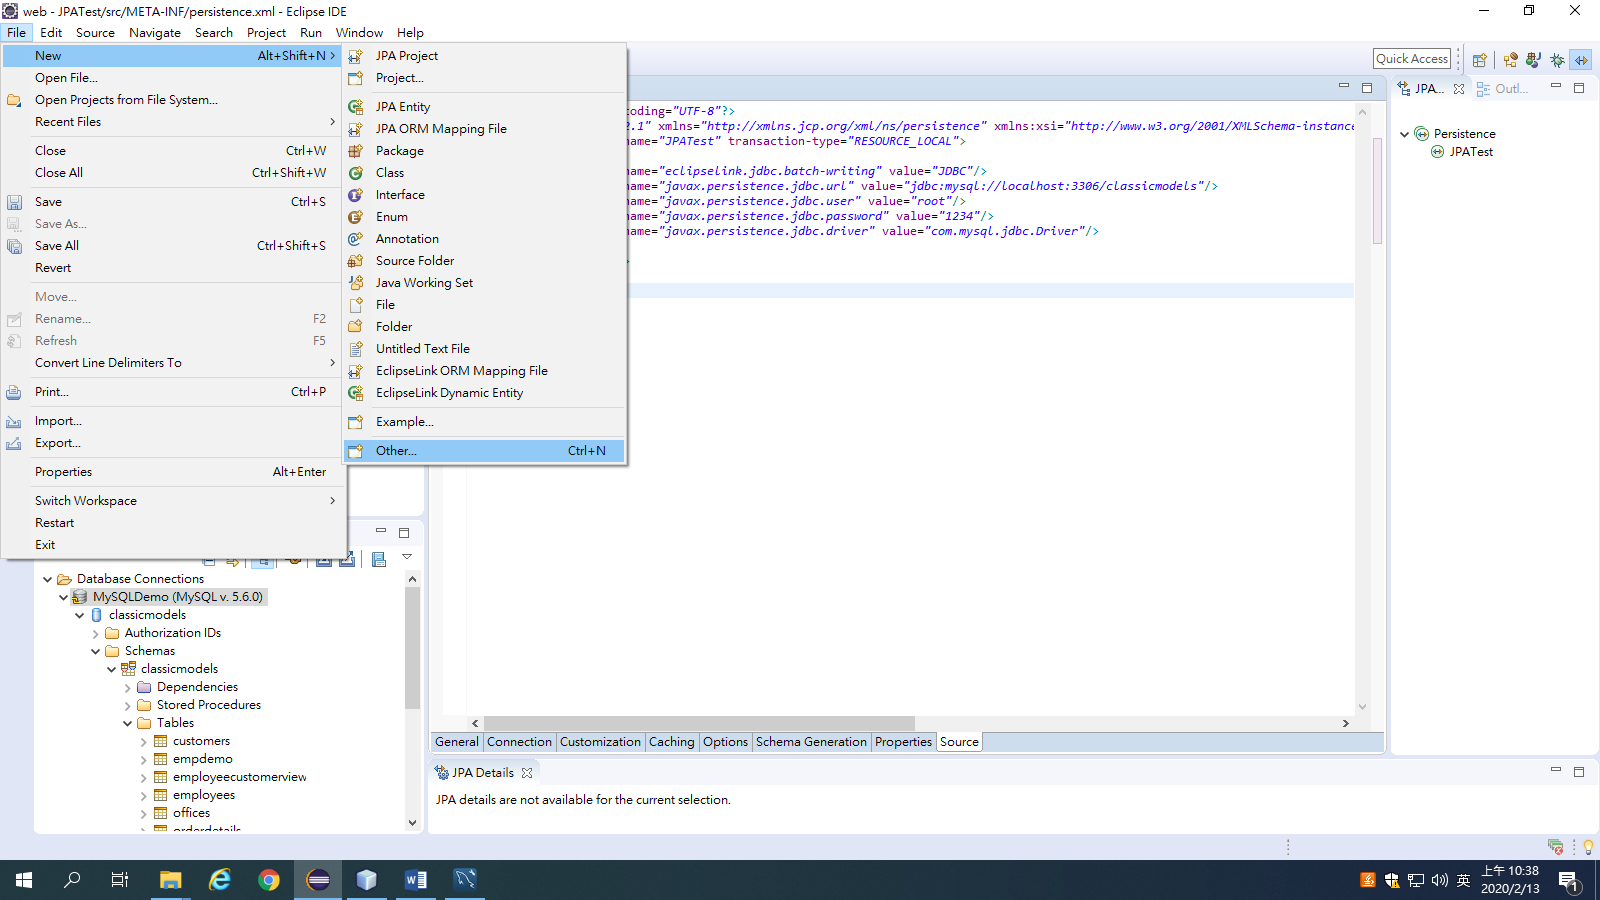 web - JPATest/src/META-INF/persistence.xml - Eclipse IDE
File Edit Source Navigate Search Project Run Window Help
New Alt+Shift+N
Open File...
Open Projects from File System...
Recent Files
Close Ctrl+W
Close All Ctrl+Shift+W
Save Ctrl+S
Save As...
Save All Ctrl+Shift+S
Revert
Move...
Rename... F2
Refresh F5
Convert Line Delimiters To
Print... Ctrl+P
Import...
Export...
Properties Alt+Enter
Switch Workspace
Restart
Exit
JPA Project
Project...
JPA Entity
JPA ORM Mapping File
Package
Class
Interface
Enum
Annotation
Source Folder
Java Working Set
File
Folder
Untitled Text File
EclipseLink ORM Mapping File
EclipseLink Dynamic Entity
Example...
Other... Ctrl+N
Quick Access
coding="UTF-8"?>
2.1" xmlns="http://xmlns.jcp.org/xml/ns/persistence" xmlns:xsi="http://www.w3.org/2001/XMLSchema-instance
name="JPATest" transaction-type="RESOURCE_LOCAL">
name="eclipselink.jdbc.batch-writing" value="JDBC"/>
name="javax.persistence.jdbc.url" value="jdbc:mysql://localhost:3306/classicmodels"/>
name="javax.persistence.jdbc.user" value="root"/>
name="javax.persistence.jdbc.password" value="1234"/>
name="javax.persistence.jdbc.driver" value="com.mysql.jdbc.Driver"/>
>
General Connection Customization Caching Options Schema Generation Properties Source
JPA... Outl...
Persistence
JPATest
Database Connections
MySQLDemo (MySQL v. 5.6.0)
classicmodels
Authorization IDs
Schemas
classicmodels
Dependencies
Stored Procedures
Tables
customers
empdemo
employeecustomerview
employees
offices
orderdetails
JPA Details
JPA details are not available for the current selection.
英
上午 10:38
2020/2/13
1